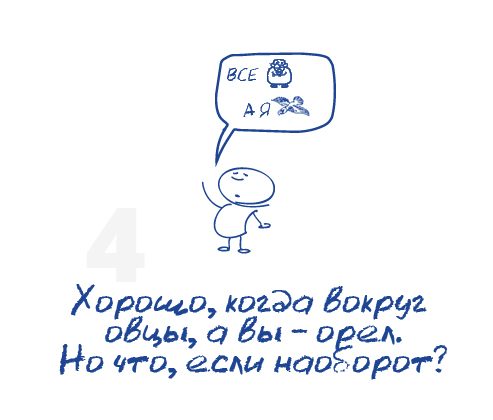 ВСЕ
А Я
4
Хорошо, когда вокруг
овцы, а вы – орел.
Но что, если наоборот?